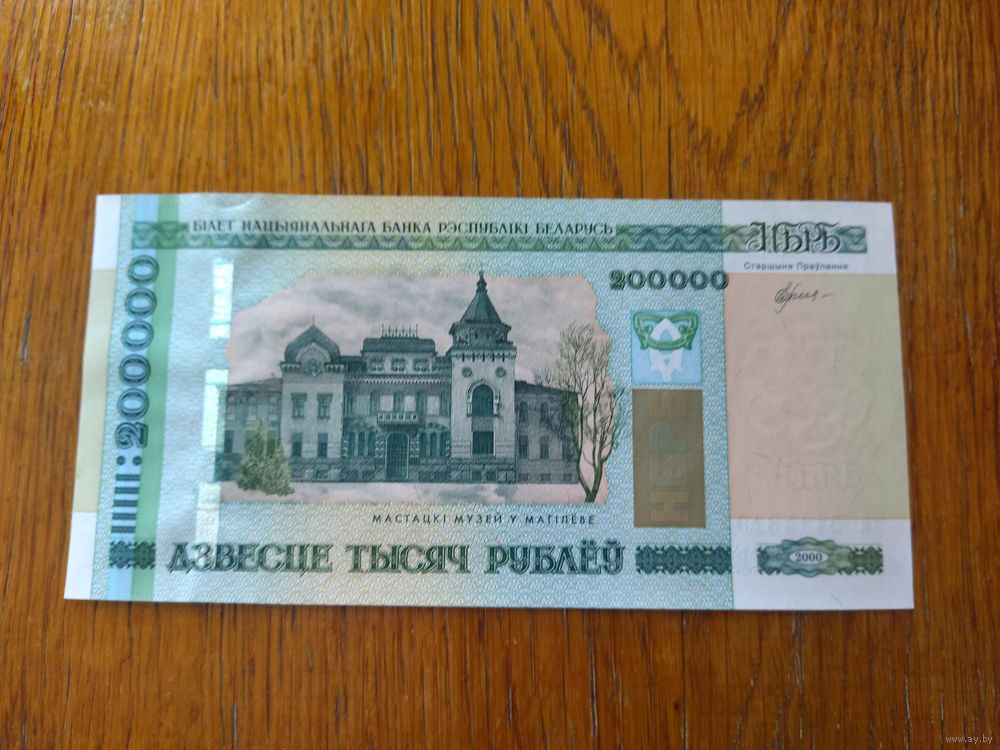 БІЛЕТ НАЦЫЯНАЛЬНАГА БАНКА РЭСПУБЛІКІ БЕЛАРУСЬ
НБРБ
Старшыня Праўлення
200000
200000
НБРБ
МАСТАЦКІ МУЗЕЙ У МАГІЛЁВЕ
ДЗВЕСЦЕ ТЫСЯЧ РУБЛЁЎ
2000
www.ay.by